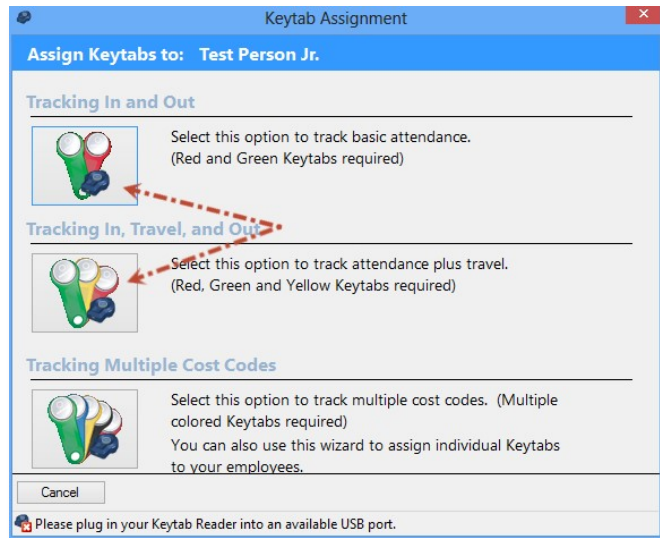 Keytab Assignment
Assign Keytabs to: Test Person Jr.
Tracking In and Out
Select this option to track basic attendance.
(Red and Green Keytabs required)
Tracking In, Travel, and Out
Select this option to track attendance plus travel.
(Red, Green and Yellow Keytabs required)
Tracking Multiple Cost Codes
Select this option to track multiple cost codes. (Multiple
colored Keytabs required)
You can also use this wizard to assign individual Keytabs
to your employees.
Cancel
Please plug in your Keytab Reader into an available USB port.